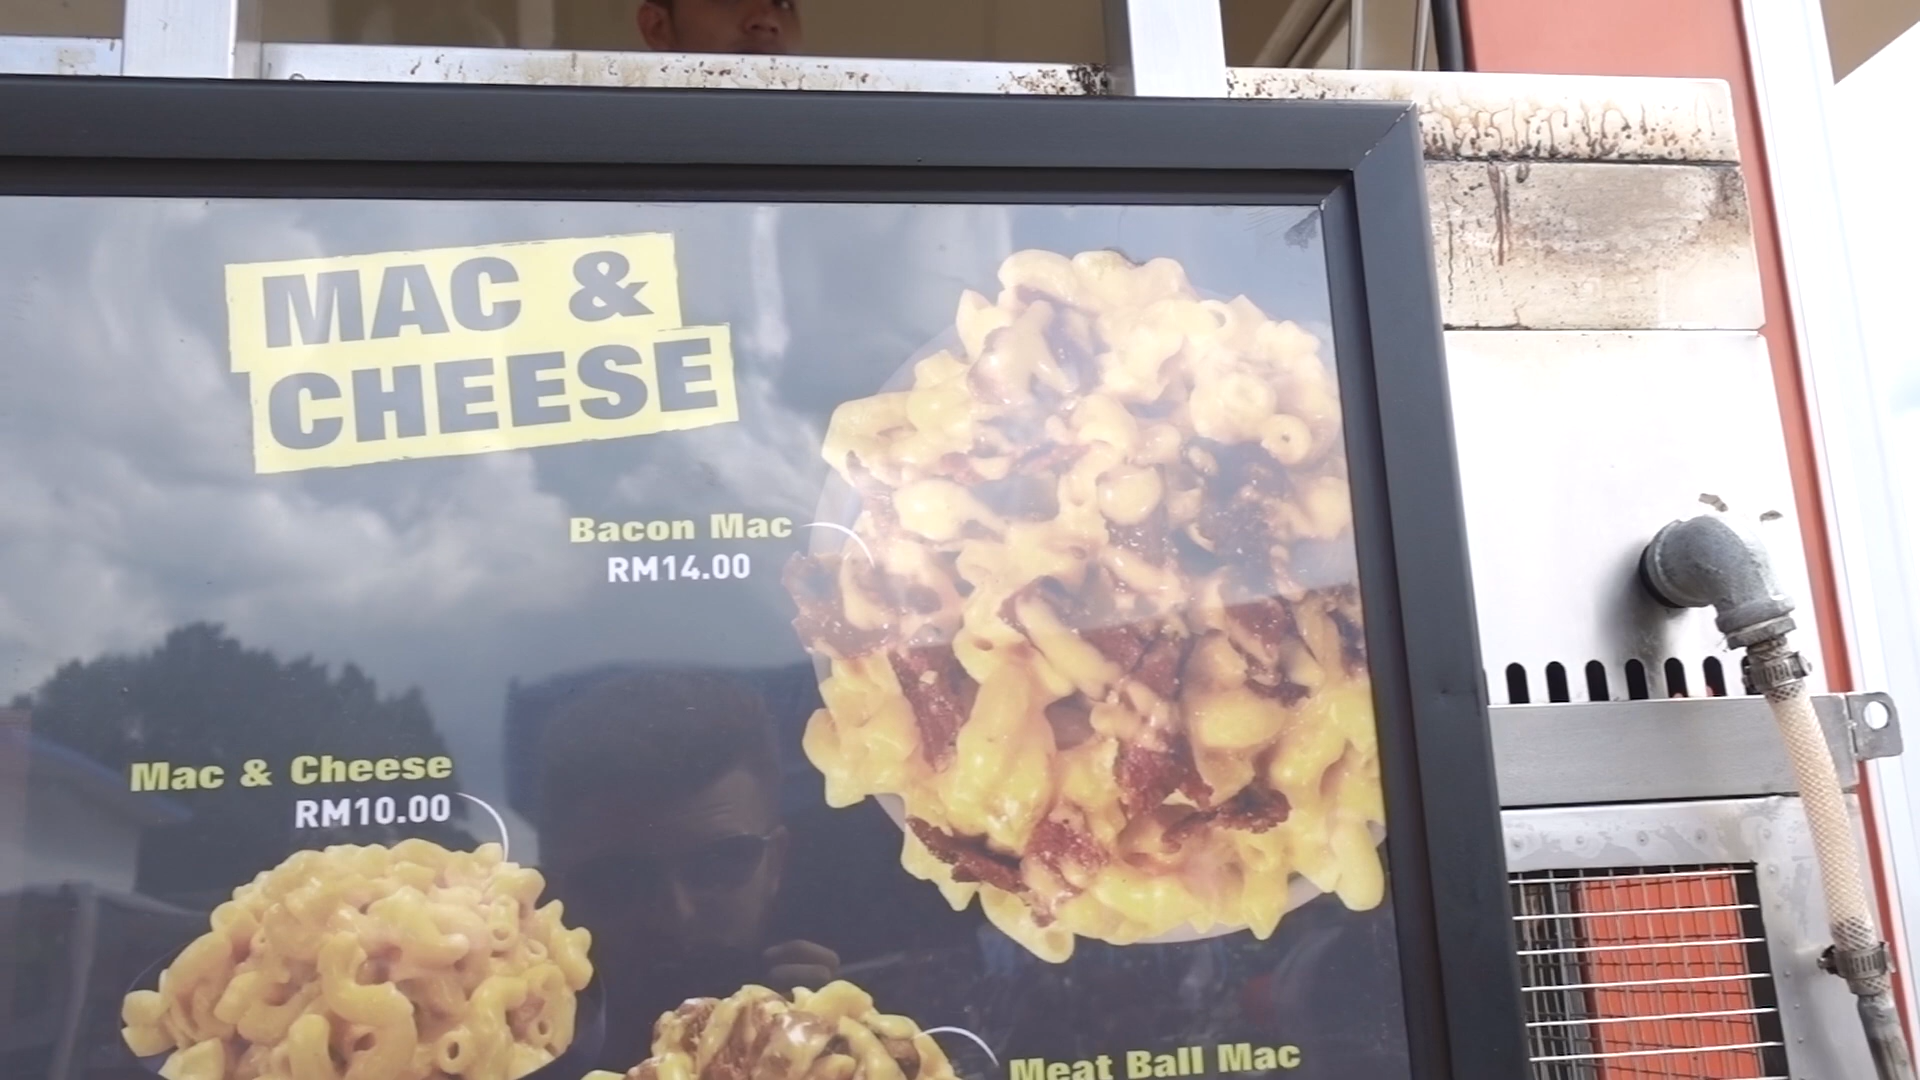 MAC &
CHEESE
Bacon Mac
RM14.00
Mac & Cheese
RM10.00
Meat Ball Mac